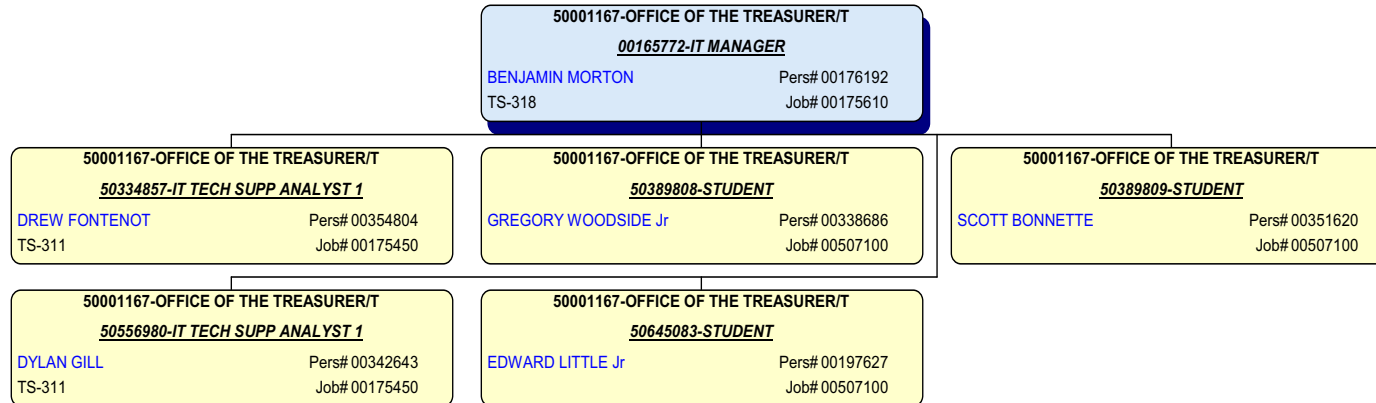 50001167-OFFICE OF THE TREASURER/T
00165772-IT MANAGER
BENJAMIN MORTON Pers# 00176192
TS-318 Job# 00175610
50001167-OFFICE OF THE TREASURER/T
50334857-IT TECH SUPP ANALYST 1
DREW FONTENOT Pers# 00354804
TS-311 Job# 00175450
50001167-OFFICE OF THE TREASURER/T
50389808-STUDENT
GREGORY WOODSIDE Jr Pers# 00338686
Job# 00507100
50001167-OFFICE OF THE TREASURER/T
50389809-STUDENT
SCOTT BONNETTE Pers# 00351620
Job# 00507100
50001167-OFFICE OF THE TREASURER/T
50556980-IT TECH SUPP ANALYST 1
DYLAN GILL Pers# 00342643
TS-311 Job# 00175450
50001167-OFFICE OF THE TREASURER/T
50645083-STUDENT
EDWARD LITTLE Jr Pers# 00197627
Job# 00507100